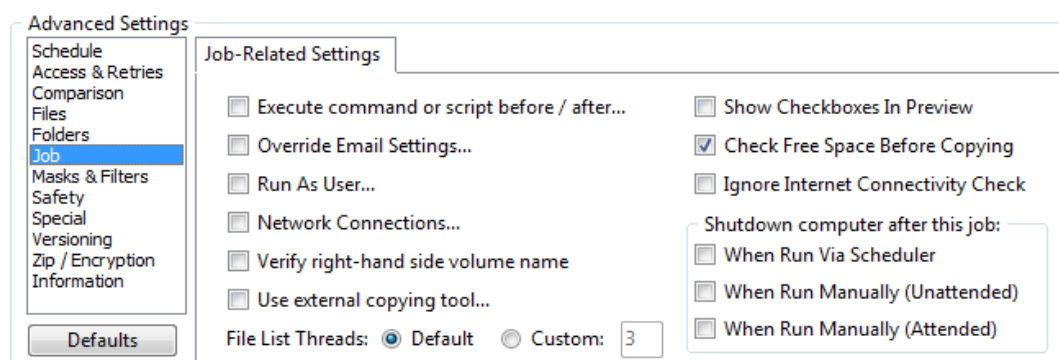 Advanced Settings
Schedule
Access & Retries
Comparison
Files
Folders
Job
Masks & Filters
Safety
Special
Versioning
Zip / Encryption
Information
Defaults
Job-Related Settings
Execute command or script before / after...
Override Email Settings...
Run As User...
Network Connections...
Verify right-hand side volume name
Use external copying tool...
File List Threads: Default Custom: 3
Show Checkboxes In Preview
Check Free Space Before Copying
Ignore Internet Connectivity Check
Shutdown computer after this job:
When Run Via Scheduler
When Run Manually (Unattended)
When Run Manually (Attended)